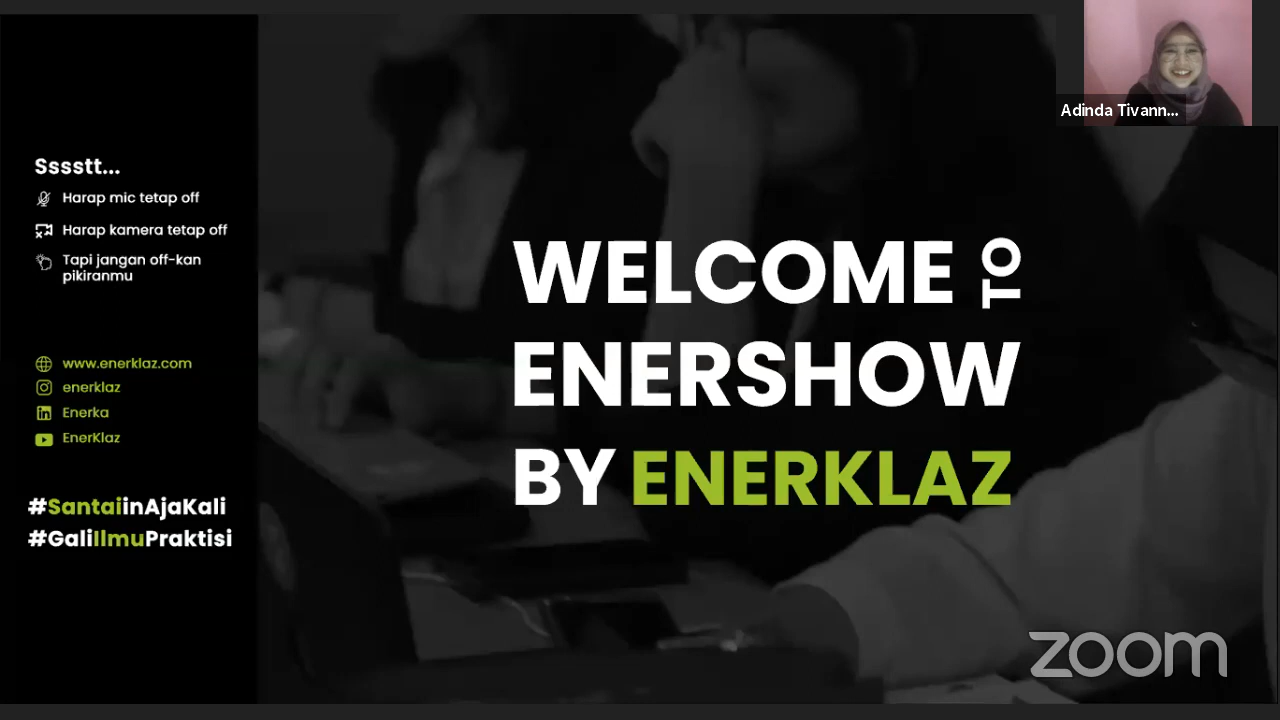 Sssstt...
Harap mic tetap off
Harap kamera tetap off
Tapi jangan off-kan
pikiranmu
www.enerklaz.com
enerklaz
Enerka
EnerKlaz
#SantaiinAjaKali
#GaliIlmuPraktisi
WELCOME TO
ENERSHOW
BY ENERKLAZ
Adinda Tivann...
zoom